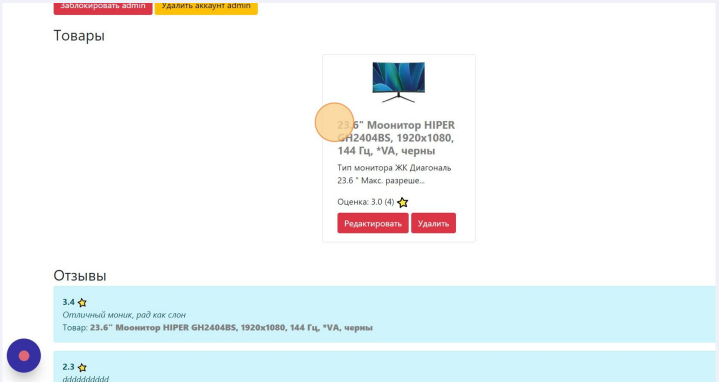 Заблокировать admin Удалить аккаунт admin
Товары
23.6" Моонитор HIPER
GH2404BS, 1920x1080,
144 Гц, *VA, черны
Тип монитора ЖК Диагональ
23.6 " Макс. разреше...
Оценка: 3.0 (4)
Редактировать Удалить
Отзывы
3.4
Отличный моник, рад как слон
Товар: 23.6" Моонитор HIPER GH2404BS, 1920x1080, 144 Гц, *VA, черны
2.3
dddddddddd